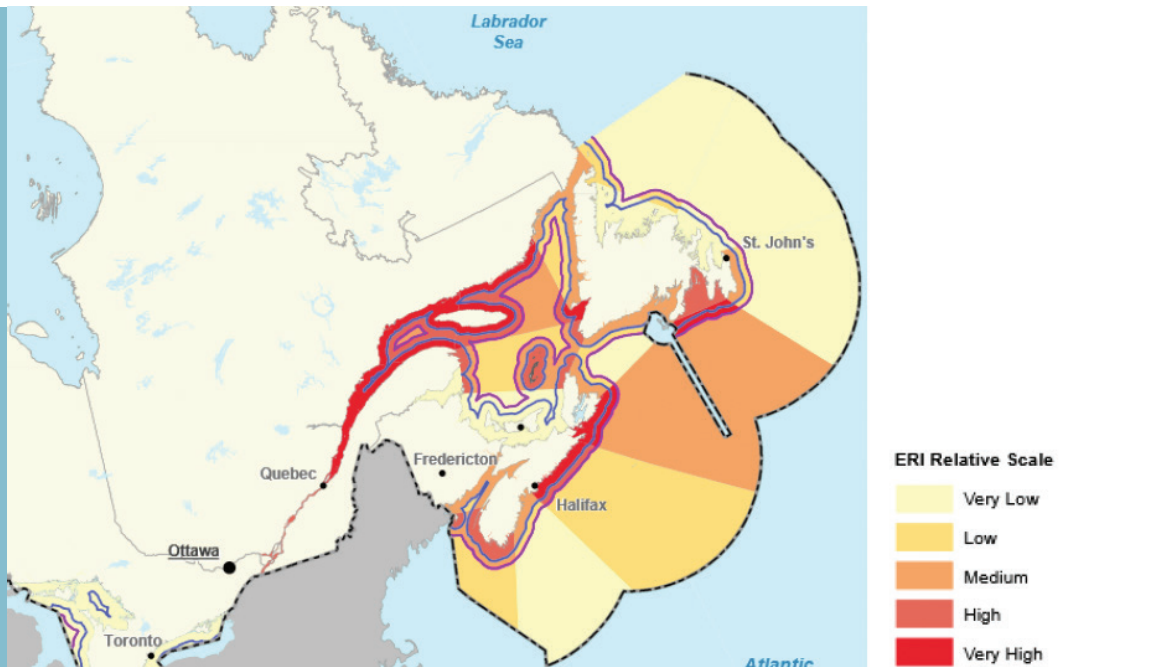 Labrador
Sea
St. John's
Quebec
Fredericton
Halifax
Ottawa
Toronto
Atlantic
ERI Relative Scale
Very Low
Low
Medium
High
Very High